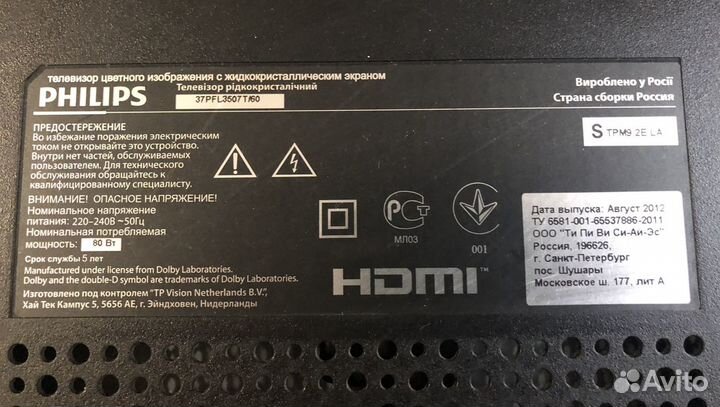 телевизор цветного изображения с жидкокристаллическим экраном
Телевізор рідкокристалічний
PHILIPS
37PFL3507T/60
Вироблено у Росії
Страна сборки Россия
ПРЕДОСТЕРЕЖЕНИЕ
Во избежание поражения электрическим
током не открывайте это устройство.
Внутри нет частей, обслуживаемых
пользователем. Для технического
обслуживания обращайтесь к
квалифицированному специалисту.
S TPM9.2E LA
ВНИМАНИЕ! ОПАСНОЕ НАПРЯЖЕНИЕ!
Номинальное напряжение
питания: 220–240В ~50Гц
Номинальная потребляемая
мощность: 80 Вт
Срок службы 5 лет
РСТ
МЛ03
001
Дата выпуска: Август 2012
ТУ 6581-001-65537886-2011
ООО "Ти Пи Ви Си-Ай-Эс"
Россия, 196626,
г. Санкт-Петербург
пос. Шушары
Московское ш. 177, лит А
Manufactured under license from Dolby Laboratories.
Dolby and the double-D symbol are trademarks of Dolby Laboratories.
HDMI™
Изготовлено под контролем "TP Vision Netherlands B.V.",
Хай Тек Кампус 5, 5656 AE, г. Эйндховен, Нидерланды
Avito